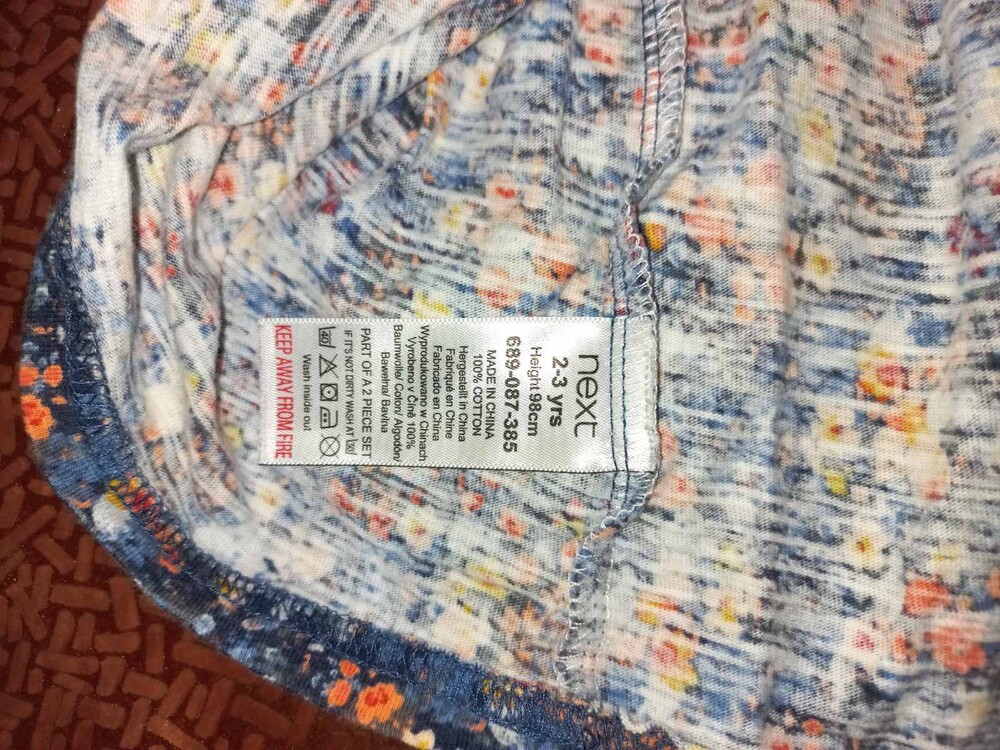 next
2-3 yrs
Height 98cm
689-087-385
MADE IN CHINA
100% COTTON
Hergestellt in China
Fabriqué en Chine
Fabricado en China
Wyprodukowano w Chinach
Vyrobeno v Číně 100%
Baumwolle/ Coton/ Algodón/
Bawełna/ Bavlna
PART OF A 2 PIECE SET
IF IT'S NOT DIRTY WASH AT 30
40
Wash inside out
KEEP AWAY FROM FIRE